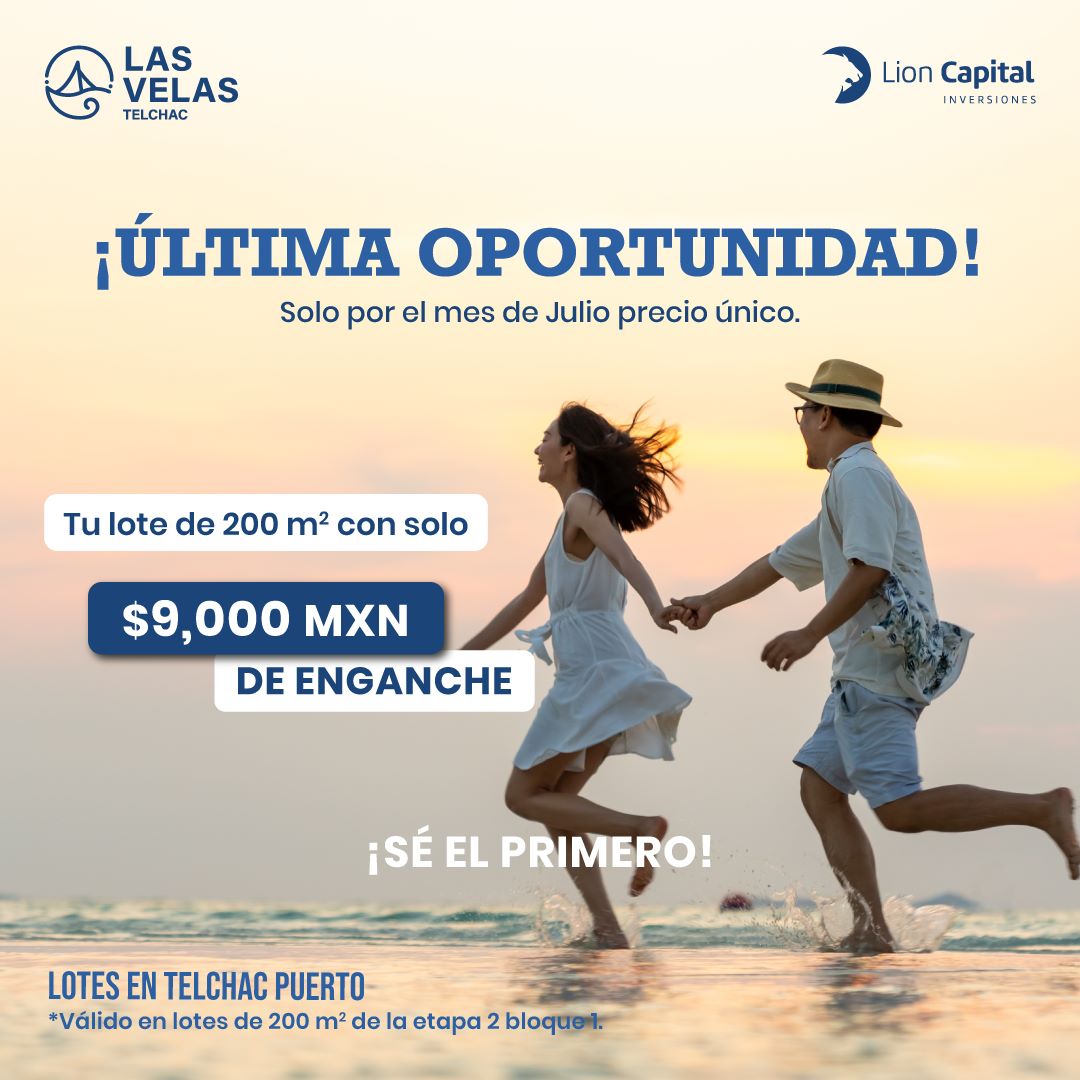 LAS
VELAS
TELCHAC
Lion Capital
INVERSIONES
¡ÚLTIMA OPORTUNIDAD!
Solo por el mes de Julio precio único.
Tu lote de 200 m² con solo
$9,000 MXN
DE ENGANCHE
¡SÉ EL PRIMERO!
LOTES EN TELCHAC PUERTO
*Válido en lotes de 200 m² de la etapa 2 bloque 1.